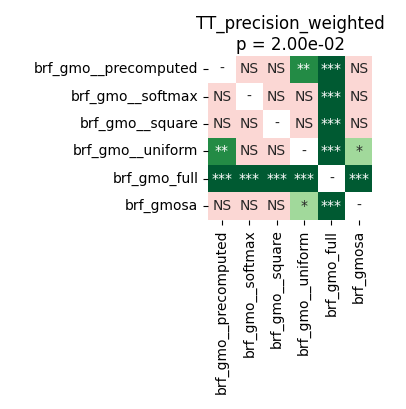 TT_precision_weighted
p = 2.00e-02
brf_gmo__precomputed - NS NS ** *** NS
brf_gmo__softmax NS - NS NS *** NS
brf_gmo__square NS NS - NS *** NS
brf_gmo__uniform ** NS NS - *** *
brf_gmo_full *** *** *** *** - ***
brf_gmosa NS NS NS * *** -
brf_gmo__precomputed
brf_gmo__softmax
brf_gmo__square
brf_gmo__uniform
brf_gmo_full
brf_gmosa